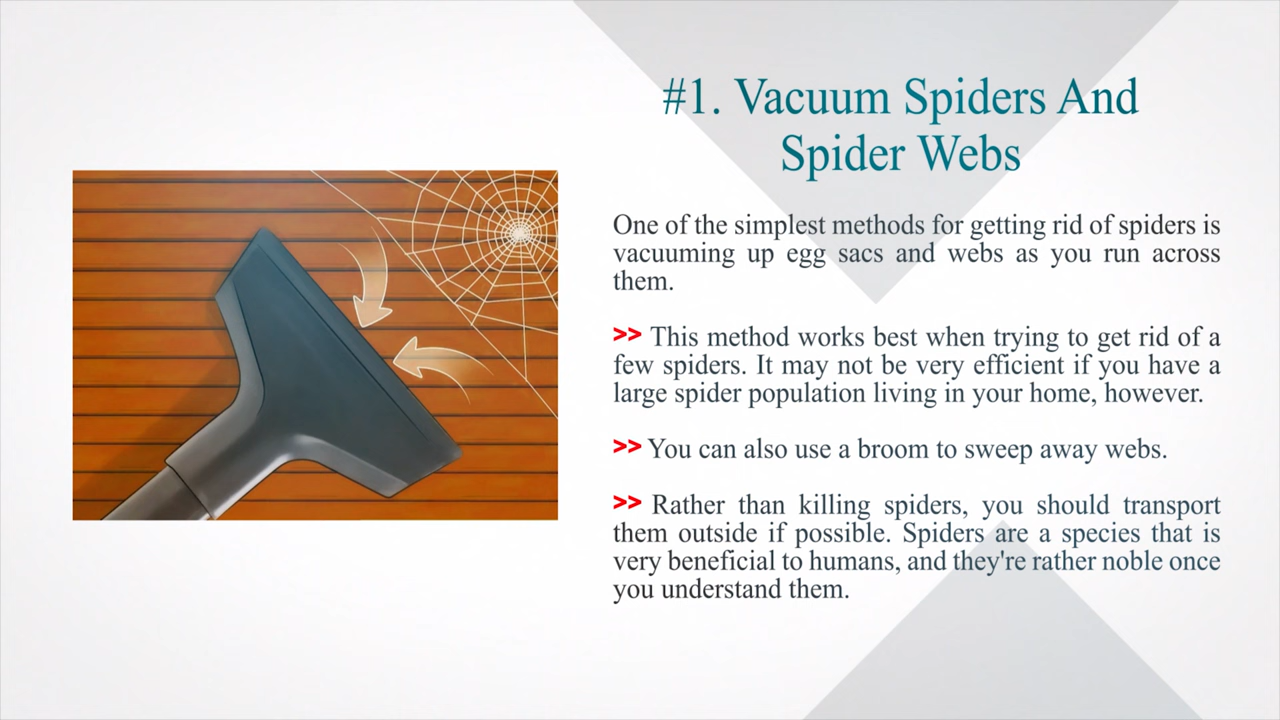 #1. Vacuum Spiders And
Spider Webs
One of the simplest methods for getting rid of spiders is
vacuuming up egg sacs and webs as you run across
them.
>> This method works best when trying to get rid of a
few spiders. It may not be very efficient if you have a
large spider population living in your home, however.
>> You can also use a broom to sweep away webs.
>> Rather than killing spiders, you should transport
them outside if possible. Spiders are a species that is
very beneficial to humans, and they're rather noble once
you understand them.